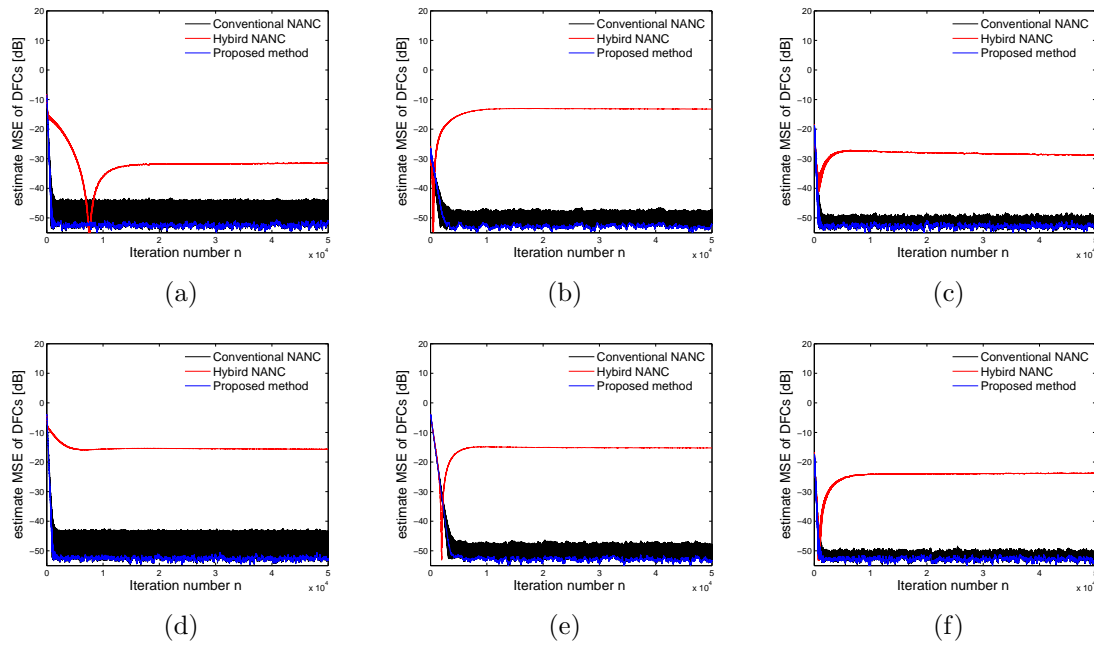 20
10
0
−10
−20
−30
−40
−50
estimate MSE of DFCs [dB]
Conventional NANC
Hybird NANC
Proposed method
0 1 2 3 4 5
x 10^4
Iteration number n
(a)
20
10
0
−10
−20
−30
−40
−50
estimate MSE of DFCs [dB]
Conventional NANC
Hybird NANC
Proposed method
0 1 2 3 4 5
x 10^4
Iteration number n
(b)
20
10
0
−10
−20
−30
−40
−50
estimate MSE of DFCs [dB]
Conventional NANC
Hybird NANC
Proposed method
0 1 2 3 4 5
x 10^4
Iteration number n
(c)
20
10
0
−10
−20
−30
−40
−50
estimate MSE of DFCs [dB]
Conventional NANC
Hybird NANC
Proposed method
0 1 2 3 4 5
x 10^4
Iteration number n
(d)
20
10
0
−10
−20
−30
−40
−50
estimate MSE of DFCs [dB]
Conventional NANC
Hybird NANC
Proposed method
0 1 2 3 4 5
x 10^4
Iteration number n
(e)
20
10
0
−10
−20
−30
−40
−50
estimate MSE of DFCs [dB]
Conventional NANC
Hybird NANC
Proposed method
0 1 2 3 4 5
x 10^4
Iteration number n
(f)